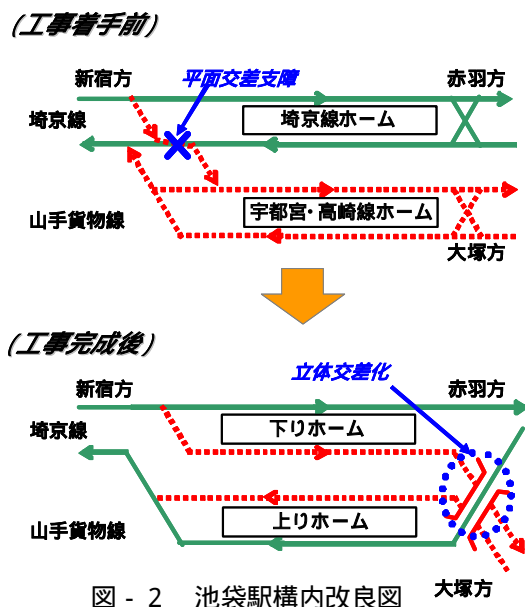 (工事着手前)
新宿方
平面交差支障
赤羽方
埼京線
埼京線ホーム
宇都宮・高崎線ホーム
山手貨物線
大塚方
(工事完成後)
立体交差化
新宿方
赤羽方
埼京線
下りホーム
上りホーム
山手貨物線
大塚方
図 - 2 池袋駅構内改良図